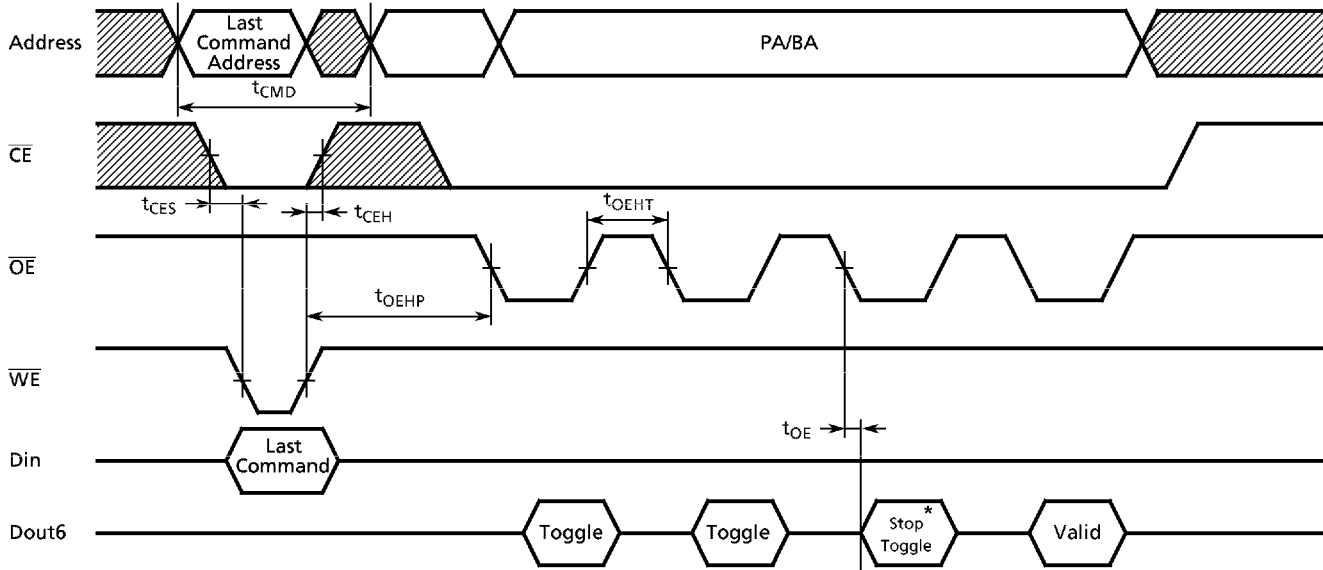 Address
Last
Command
Address
PA/BA
tCMD
CE
tCES
tCEH
tOEHT
OE
tOEHP
WE
tOE
Din
Last
Command
Dout6
Toggle
Toggle
Stop*
Toggle
Valid